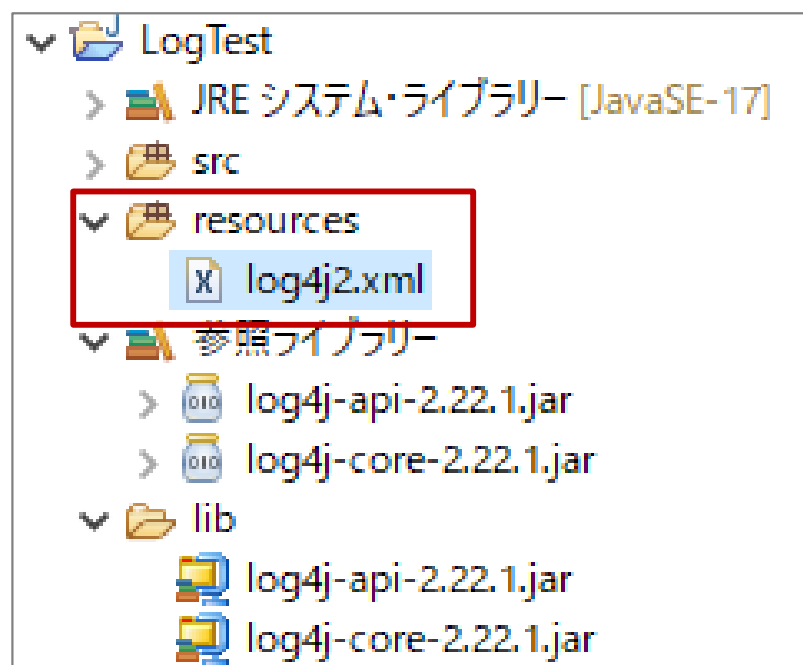 LogTest
JRE システム・ライブラリー [JavaSE-17]
src
resources
log4j2.xml
参照ライブラリー
log4j-api-2.22.1.jar
log4j-core-2.22.1.jar
lib
log4j-api-2.22.1.jar
log4j-core-2.22.1.jar